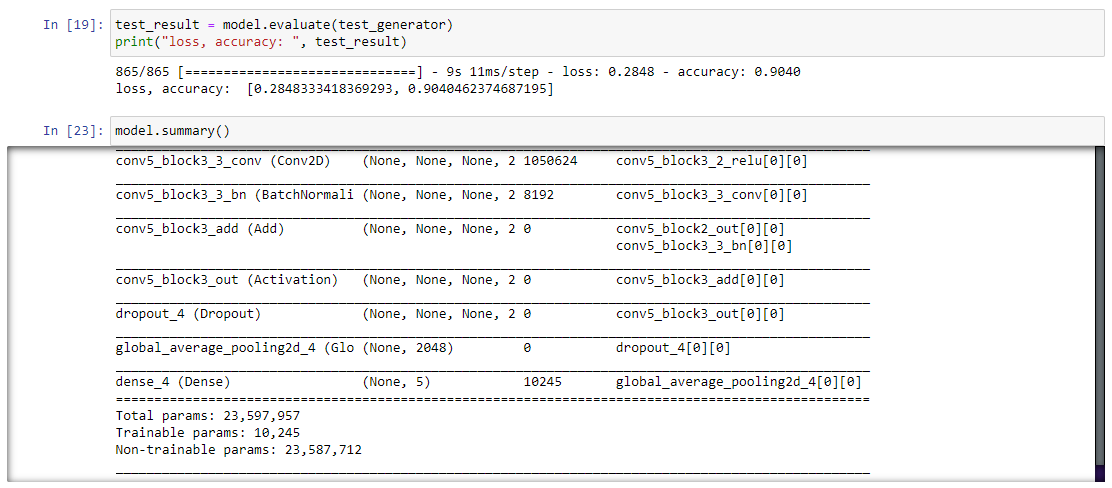 In [19]: test_result = model.evaluate(test_generator)
print("loss, accuracy: ", test_result)
865/865 [==============================] - 9s 11ms/step - loss: 0.2848 - accuracy: 0.9040
loss, accuracy:  [0.2848333418369293, 0.9040462374687195]
In [23]: model.summary()
conv5_block3_3_conv (Conv2D)    (None, None, None, 2 1050624     conv5_block3_2_relu[0][0]
conv5_block3_3_bn (BatchNormali (None, None, None, 2 8192        conv5_block3_3_conv[0][0]
conv5_block3_add (Add)          (None, None, None, 2 0           conv5_block2_out[0][0]
conv5_block3_3_bn[0][0]
conv5_block3_out (Activation)   (None, None, None, 2 0           conv5_block3_add[0][0]
dropout_4 (Dropout)             (None, None, None, 2 0           conv5_block3_out[0][0]
global_average_pooling2d_4 (Glo (None, 2048)         0           dropout_4[0][0]
dense_4 (Dense)                 (None, 5)            10245       global_average_pooling2d_4[0][0]
Total params: 23,597,957
Trainable params: 10,245
Non-trainable params: 23,587,712